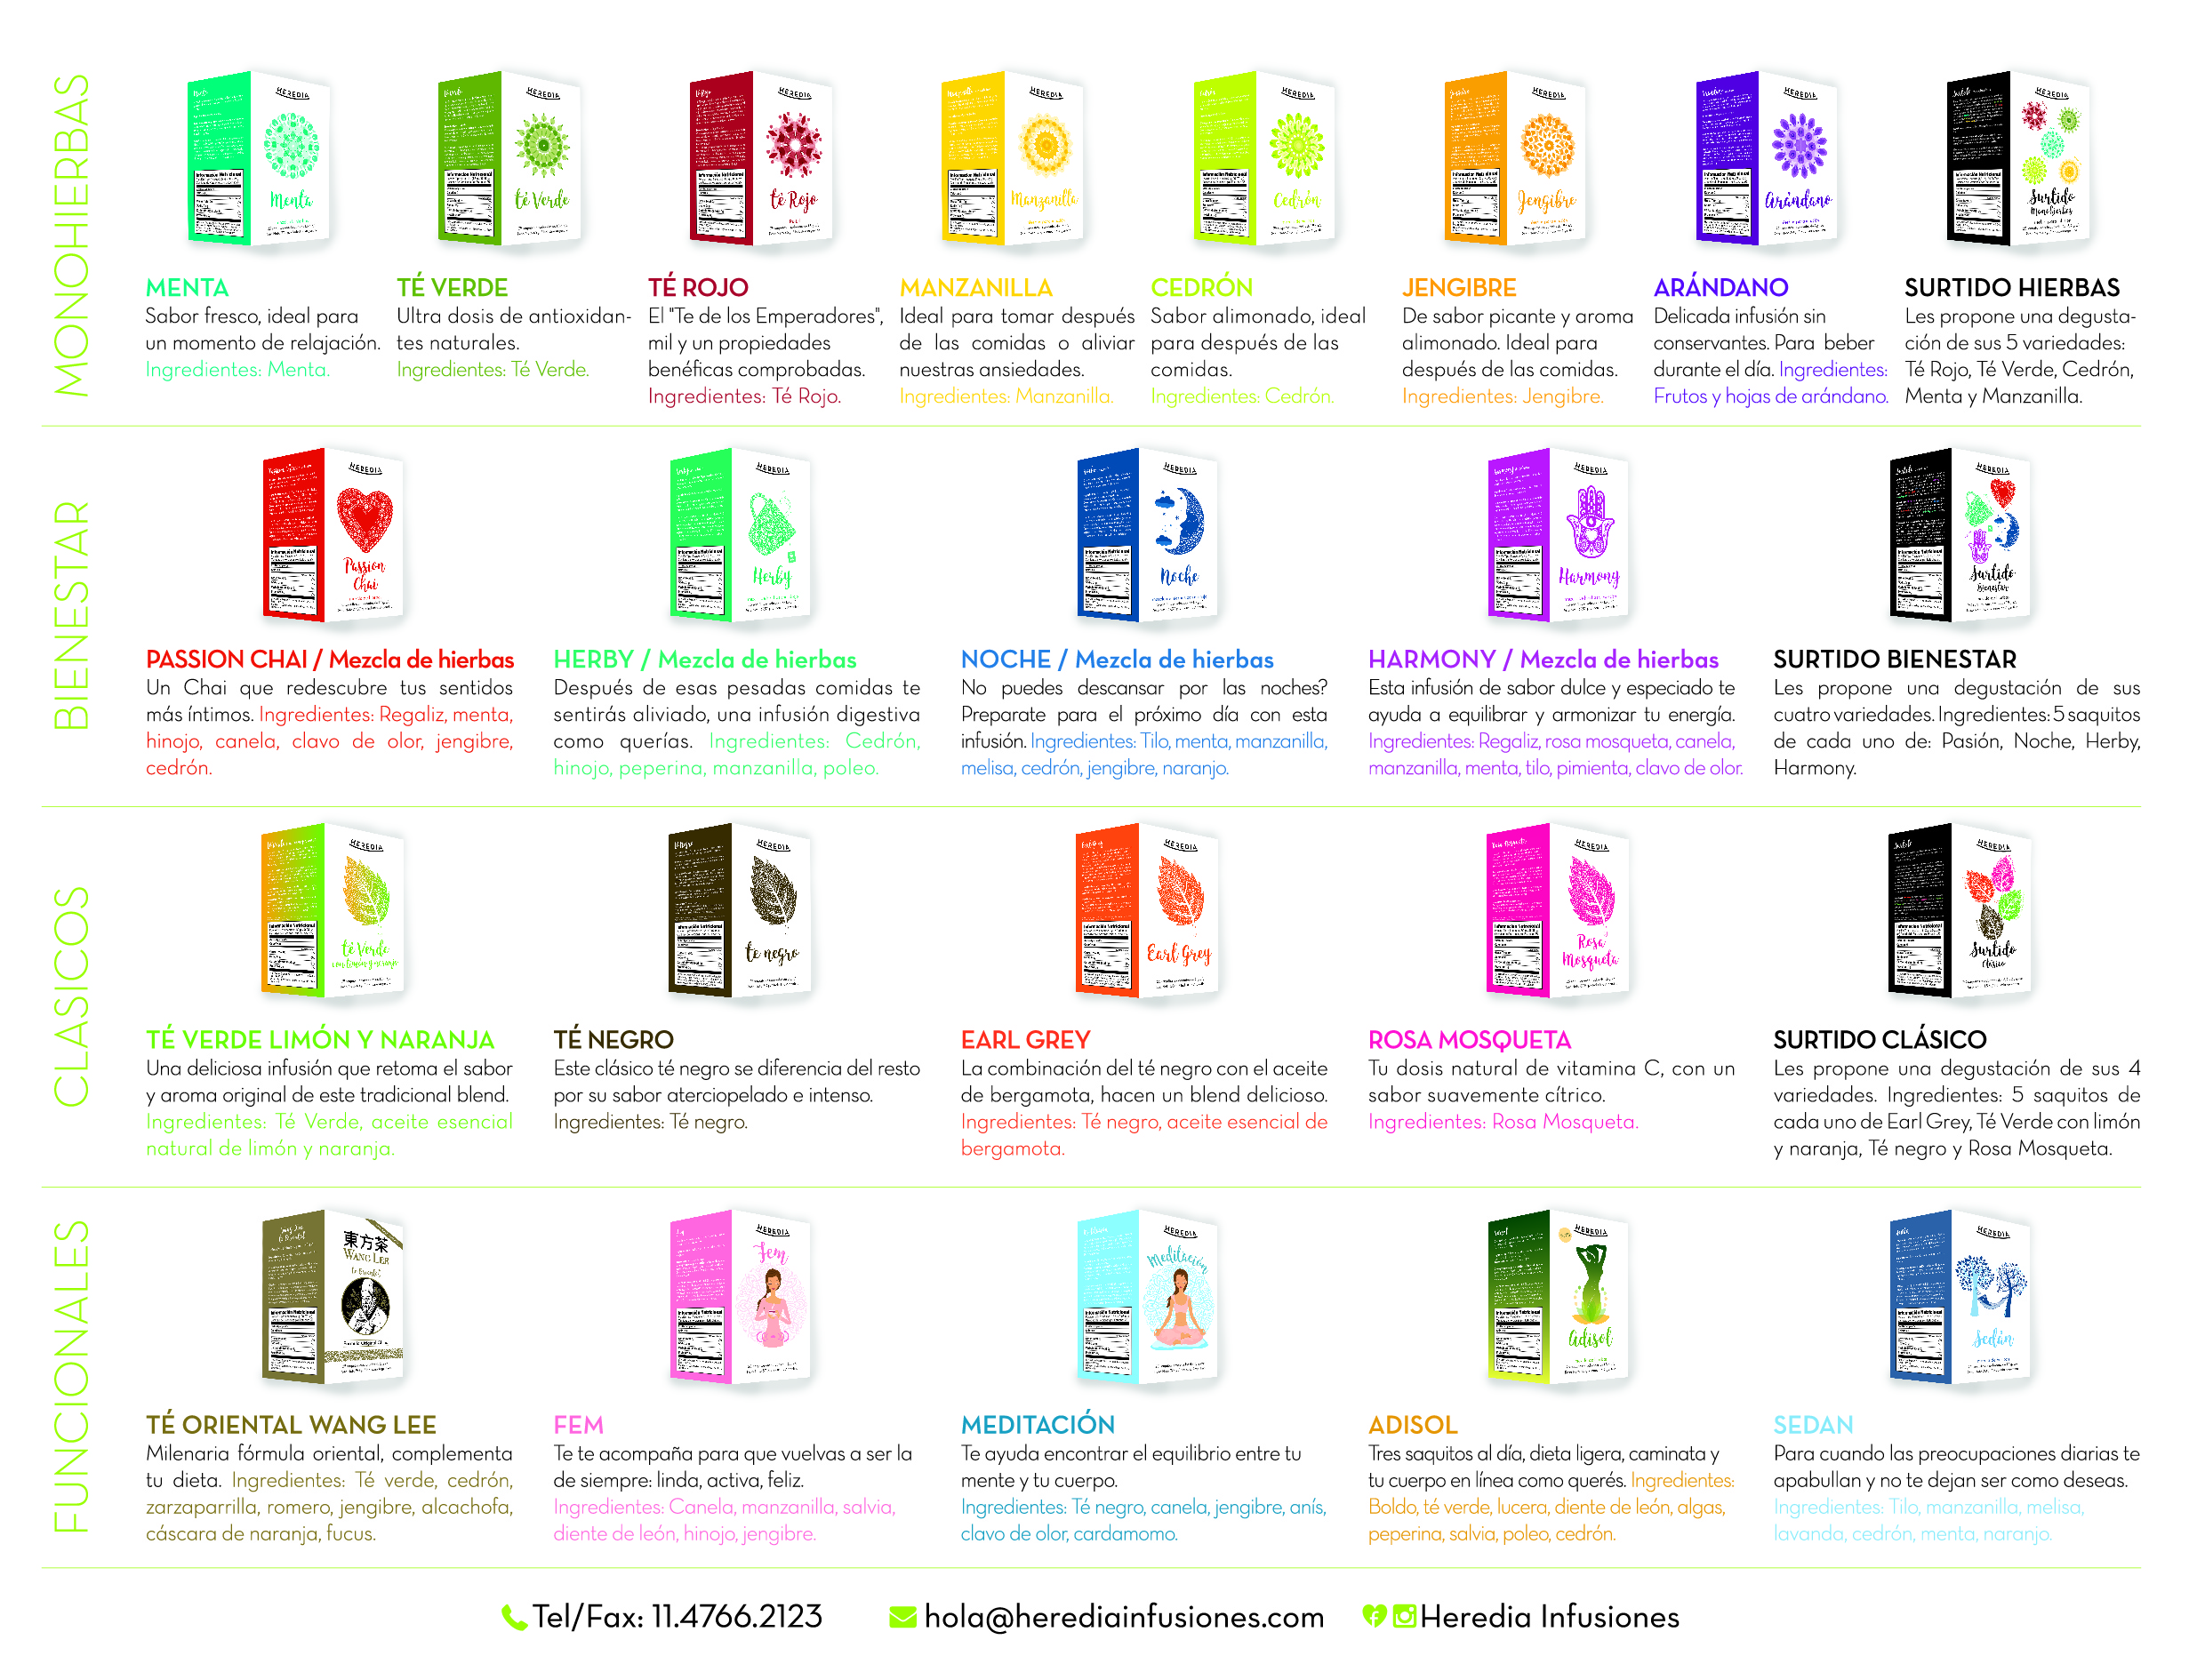 MONOHIERBAS
HEREDIA
Menta
HEREDIA
té Verde
HEREDIA
té Rojo
HEREDIA
Manzanilla
HEREDIA
Cedrón
HEREDIA
Jengibre
HEREDIA
Arándano
HEREDIA
Surtido
Monohierbas
MENTA
Sabor fresco, ideal para
un momento de relajación.
Ingredientes: Menta.
TÉ VERDE
Ultra dosis de antioxidan-
tes naturales.
Ingredientes: Té Verde.
TÉ ROJO
El "Te de los Emperadores",
mil y un propiedades
benéficas comprobadas.
Ingredientes: Té Rojo.
MANZANILLA
Ideal para tomar después
de las comidas o aliviar
nuestras ansiedades.
Ingredientes: Manzanilla.
CEDRÓN
Sabor alimonado, ideal
para después de las
comidas.
Ingredientes: Cedrón.
JENGIBRE
De sabor picante y aroma
alimonado. Ideal para
después de las comidas.
Ingredientes: Jengibre.
ARÁNDANO
Delicada infusión sin
conservantes. Para beber
durante el día. Ingredientes:
Frutos y hojas de arándano.
SURTIDO HIERBAS
Les propone una degusta-
ción de sus 5 variedades:
Té Rojo, Té Verde, Cedrón,
Menta y Manzanilla.
BIENESTAR
HEREDIA
Passion
Chai
HEREDIA
Herby
HEREDIA
Noche
HEREDIA
Harmony
HEREDIA
Surtido
Bienestar
PASSION CHAI / Mezcla de hierbas
Un Chai que redescubre tus sentidos
más íntimos. Ingredientes: Regaliz, menta,
hinojo, canela, clavo de olor, jengibre,
cedrón.
HERBY / Mezcla de hierbas
Después de esas pesadas comidas te
sentirás aliviado, una infusión digestiva
como querías. Ingredientes: Cedrón,
hinojo, peperina, manzanilla, poleo.
NOCHE / Mezcla de hierbas
No puedes descansar por las noches?
Preparate para el próximo día con esta
infusión. Ingredientes: Tilo, menta, manzanilla,
melisa, cedrón, jengibre, naranjo.
HARMONY / Mezcla de hierbas
Esta infusión de sabor dulce y especiado te
ayuda a equilibrar y armonizar tu energía.
Ingredientes: Regaliz, rosa mosqueta, canela,
manzanilla, menta, tilo, pimienta, clavo de olor.
SURTIDO BIENESTAR
Les propone una degustación de sus
cuatro variedades. Ingredientes: 5 saquitos
de cada uno de: Pasión, Noche, Herby,
Harmony.
CLASICOS
HEREDIA
té Verde
con limón y naranja
HEREDIA
te negro
HEREDIA
Earl Grey
HEREDIA
Rosa
Mosqueta
HEREDIA
Surtido
Clásico
TÉ VERDE LIMÓN Y NARANJA
Una deliciosa infusión que retoma el sabor
y aroma original de este tradicional blend.
Ingredientes: Té Verde, aceite esencial
natural de limón y naranja.
TÉ NEGRO
Este clásico té negro se diferencia del resto
por su sabor aterciopelado e intenso.
Ingredientes: Té negro.
EARL GREY
La combinación del té negro con el aceite
de bergamota, hacen un blend delicioso.
Ingredientes: Té negro, aceite esencial de
bergamota.
ROSA MOSQUETA
Tu dosis natural de vitamina C, con un
sabor suavemente cítrico.
Ingredientes: Rosa Mosqueta.
SURTIDO CLÁSICO
Les propone una degustación de sus 4
variedades. Ingredientes: 5 saquitos de
cada uno de Earl Grey, Té Verde con limón
y naranja, Té negro y Rosa Mosqueta.
FUNCIONALES
東方茶
WANG LEE
Té Oriental
HEREDIA
Fem
HEREDIA
Meditación
HEREDIA
Adisol
HEREDIA
Sedán
TÉ ORIENTAL WANG LEE
Milenaria fórmula oriental, complementa
tu dieta. Ingredientes: Té verde, cedrón,
zarzaparrilla, romero, jengibre, alcachofa,
cáscara de naranja, fucus.
FEM
Te te acompaña para que vuelvas a ser la
de siempre: linda, activa, feliz.
Ingredientes: Canela, manzanilla, salvia,
diente de león, hinojo, jengibre.
MEDITACIÓN
Te ayuda encontrar el equilibrio entre tu
mente y tu cuerpo.
Ingredientes: Té negro, canela, jengibre, anís,
clavo de olor, cardamomo.
ADISOL
Tres saquitos al día, dieta ligera, caminata y
tu cuerpo en línea como querés. Ingredientes:
Boldo, té verde, lucera, diente de león, algas,
peperina, salvia, poleo, cedrón.
SEDAN
Para cuando las preocupaciones diarias te
apabullan y no te dejan ser como deseas.
Ingredientes: Tilo, manzanilla, melisa,
lavanda, cedrón, menta, naranjo.
Tel/Fax: 11.4766.2123
hola@herediainfusiones.com
Heredia Infusiones